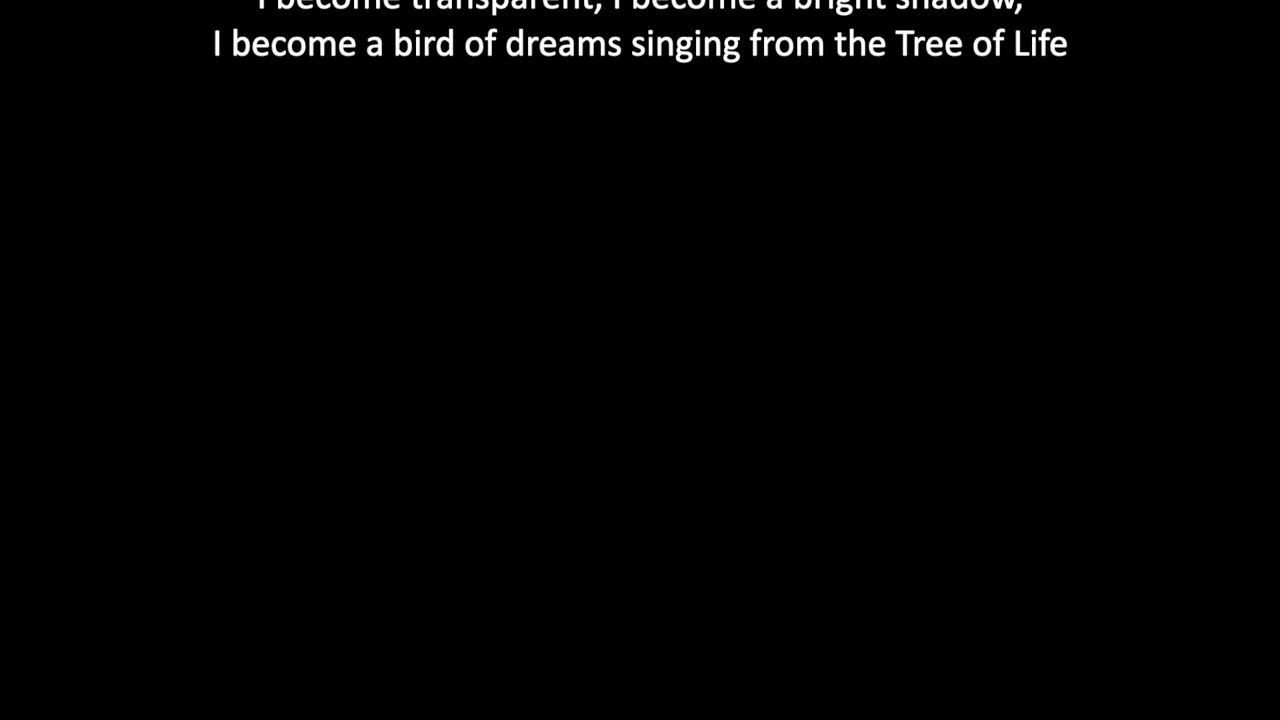 I become transparent, I become a bright shadow,
I become a bird of dreams singing from the Tree of Life